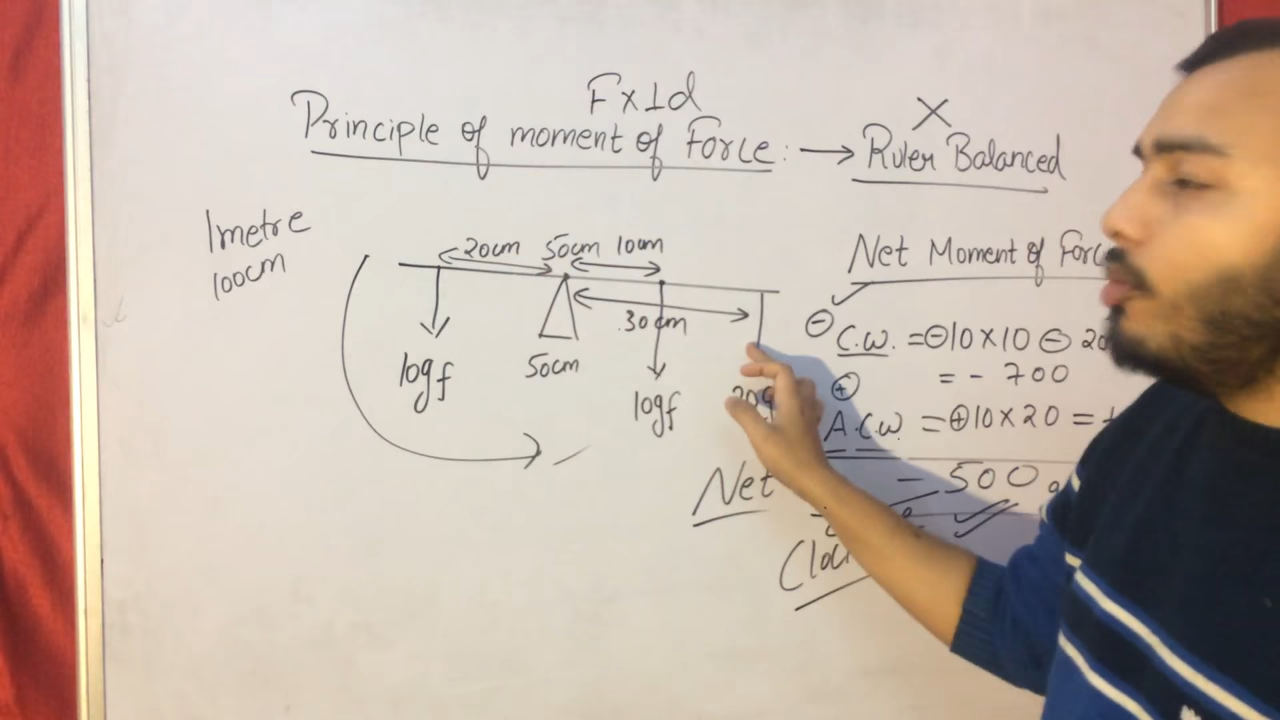 F×⊥d
Principle of moment of Force: → Ruler Balanced
×
1metre
100cm
20cm 50cm 10cm
30cm
10gf
50cm
10gf
Net Moment of
⊖ C.W. = ⊖10×10 ⊖ 20
= - 700
⊕ A.C.W. = ⊕10×20 =
Net - 500